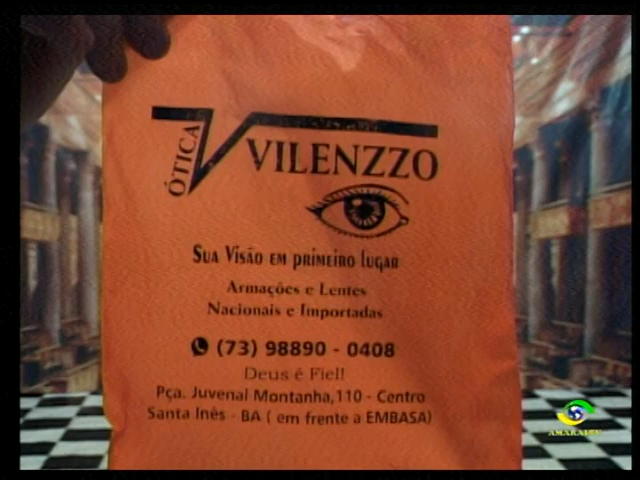 ÓTICA VILENZZO
Sua Visão em primeiro lugar
Armações e Lentes
Nacionais e Importadas
(73) 98890 - 0408
Deus é Fiel!
Pça. Juvenal Montanha,110 - Centro
Santa Inês - BA ( em frente a EMBASA)